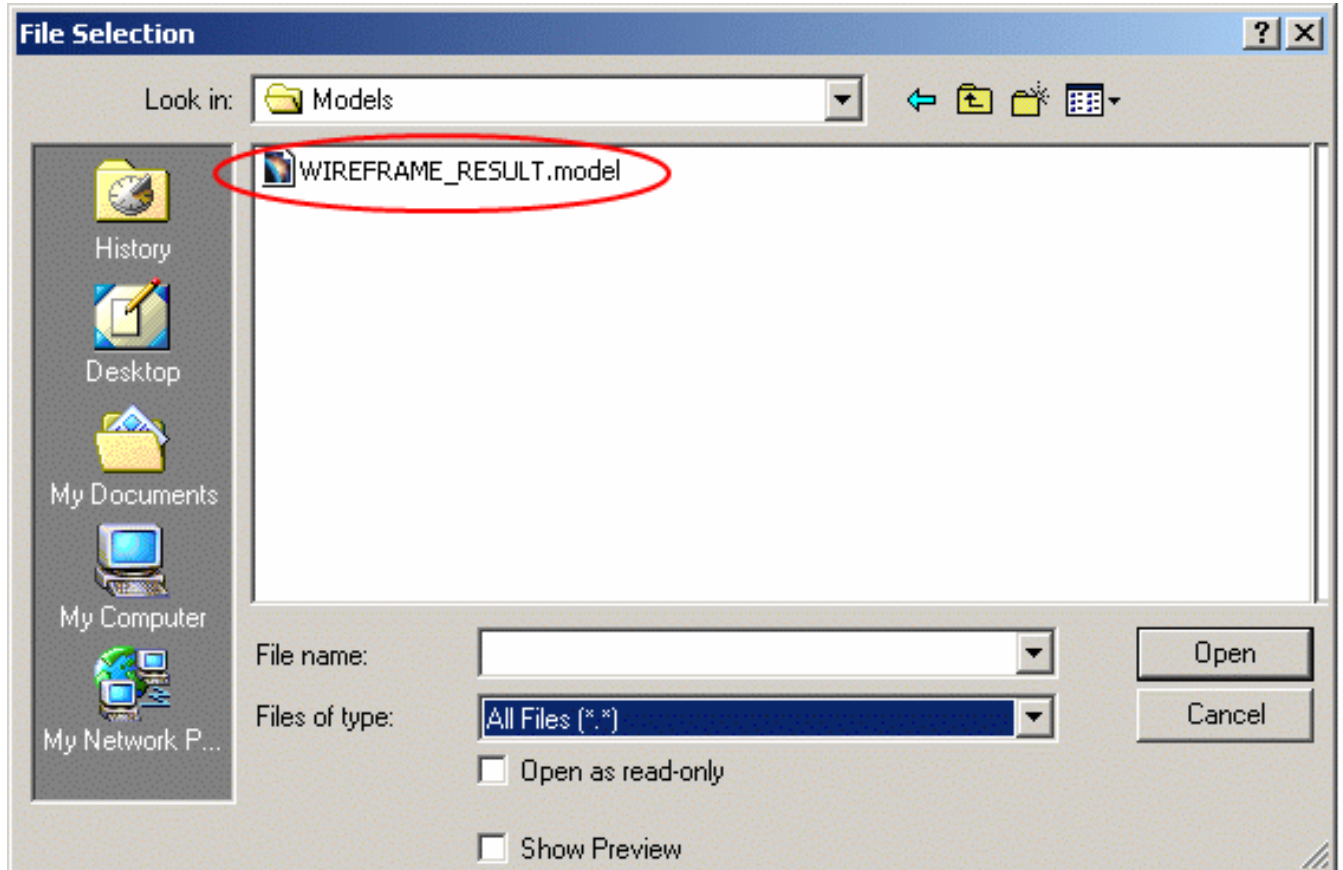 File Selection
Look in: Models
WIREFRAME_RESULT.model
History
Desktop
My Documents
My Computer
My Network P...
File name:
Open
Files of type: All Files (*.*)
Cancel
Open as read-only
Show Preview